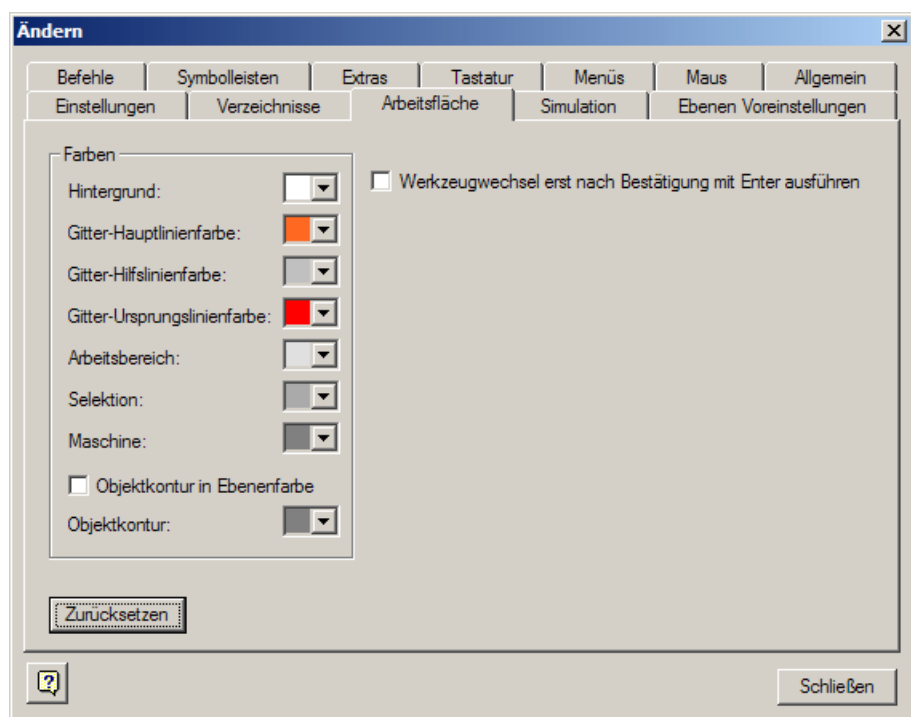 Ändern
Befehle Symbolleisten Extras Tastatur Menüs Maus Allgemein
Einstellungen Verzeichnisse Arbeitsfläche Simulation Ebenen Voreinstellungen
Farben
Hintergrund:
Werkzeugwechsel erst nach Bestätigung mit Enter ausführen
Gitter-Hauptlinienfarbe:
Gitter-Hilfslinienfarbe:
Gitter-Ursprungslinienfarbe:
Arbeitsbereich:
Selektion:
Maschine:
Objektkontur in Ebenenfarbe
Objektkontur:
Zurücksetzen
?
Schließen